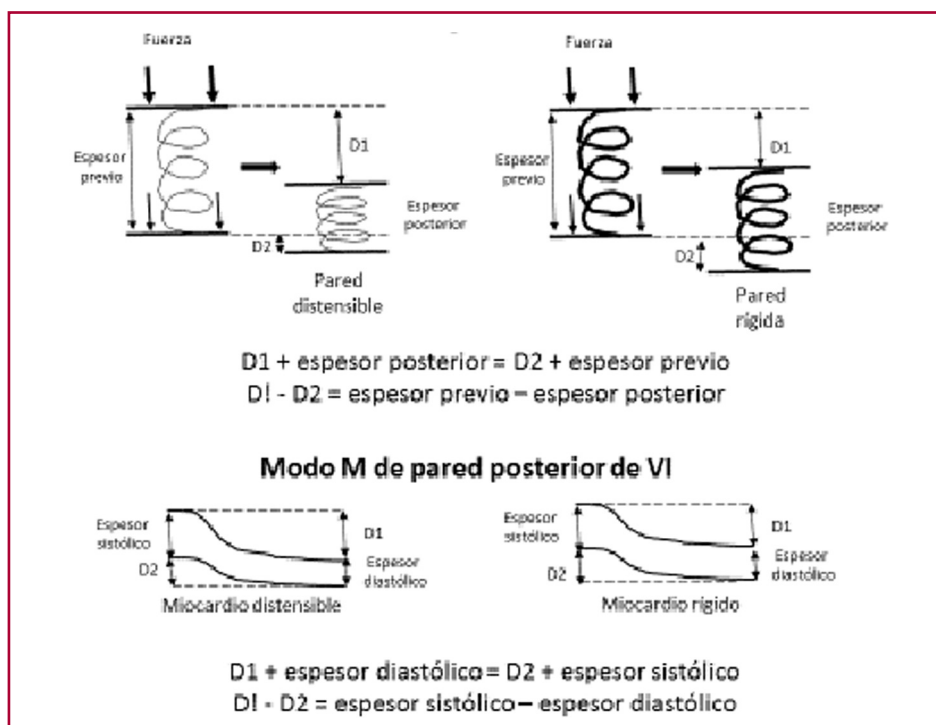 Fuerza
Espesor
previo
D1
D2
Espesor
posterior
Pared
distensible
Fuerza
Espesor
previo
D1
D2
Espesor
posterior
Pared
rígida
D1 + espesor posterior = D2 + espesor previo
D! - D2 = espesor previo – espesor posterior
Modo M de pared posterior de VI
Espesor
sistólico
D2
D1
Espesor
diastólico
Miocardio distensible
Espesor
sistólico
D2
D1
Espesor
diastólico
Miocardio rígido
D1 + espesor diastólico = D2 + espesor sistólico
D! - D2 = espesor sistólico – espesor diastólico